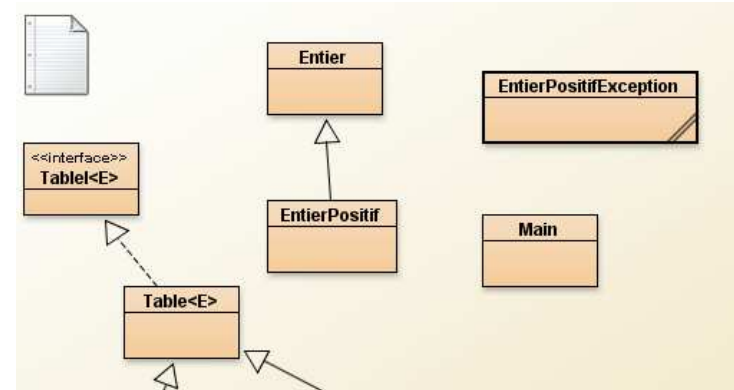 Entier
EntierPositifException
<<interface>>
TableI<E>
EntierPositif
Main
Table<E>